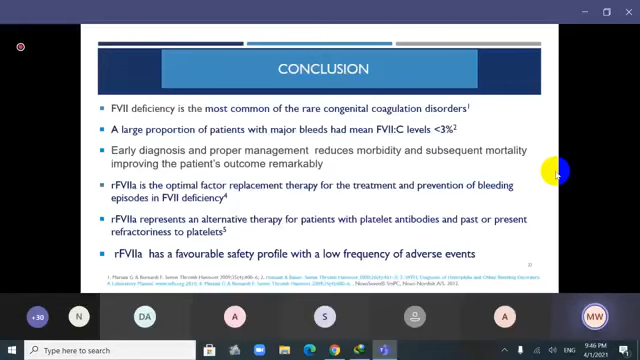 CONCLUSION
FVII deficiency is the most common of the rare congenital coagulation disorders1
A large proportion of patients with major bleeds had mean FVII:C levels <3%2
Early diagnosis and proper management reduces morbidity and subsequent mortality
improving the patient's outcome remarkably
rFVIIa is the optimal factor replacement therapy for the treatment and prevention of bleeding
episodes in FVII deficiency4
rFVIIa represents an alternative therapy for patients with platelet antibodies and past or present
refractoriness to platelets5
rFVIIa has a favourable safety profile with a low frequency of adverse events
+30
N
DA
A
S
A
MW
Type here to search
ENG
9:46 PM
4/1/2021